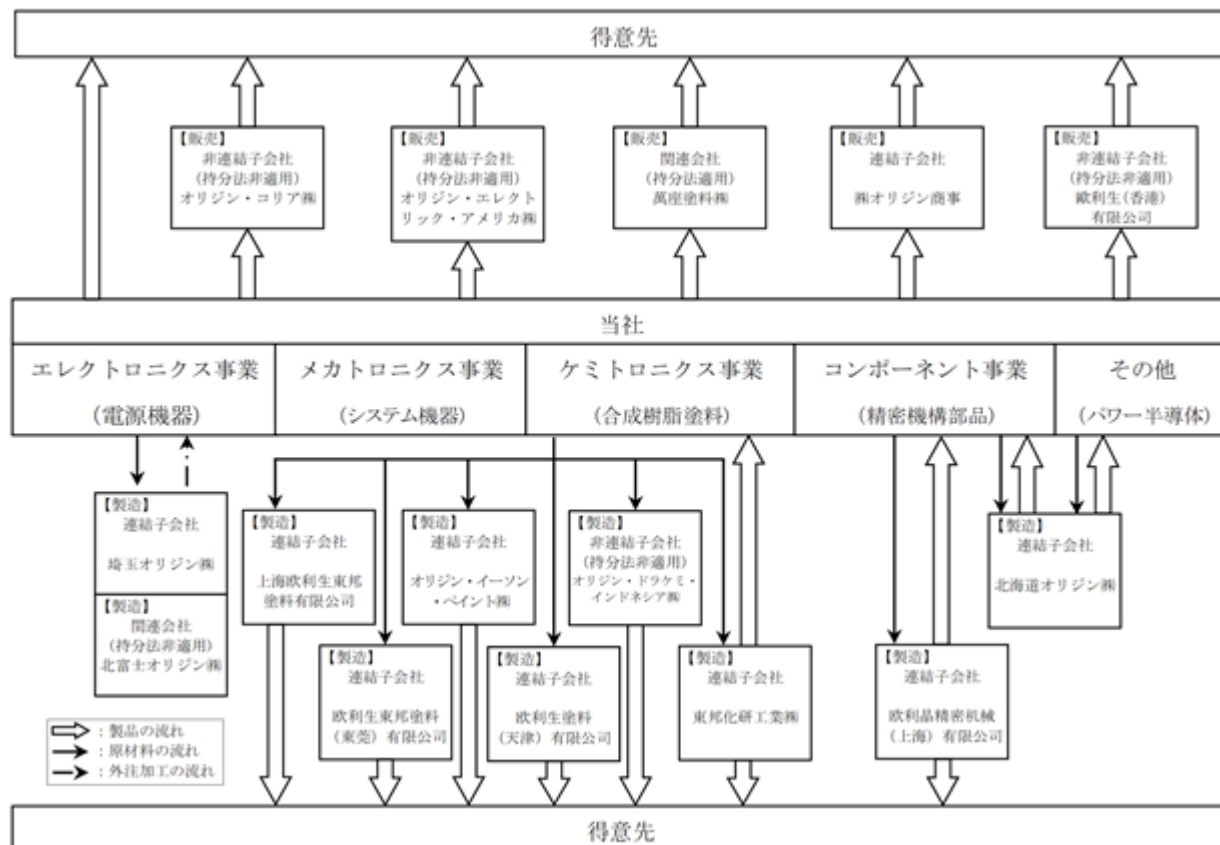 得意先
【販売】
非連結子会社
(持分法非適用)
オリジン・コリア㈱
【販売】
非連結子会社
(持分法非適用)
オリジン・エレクト
リック・アメリカ㈱
【販売】
関連会社
(持分法適用)
萬座塗料㈱
【販売】
連結子会社
㈱オリジン商事
【販売】
非連結子会社
(持分法非適用)
歐利生(香港)
有限公司
当社
エレクトロニクス事業
(電源機器)
メカトロニクス事業
(システム機器)
ケミトロニクス事業
(合成樹脂塗料)
コンポーネント事業
(精密機構部品)
その他
(パワー半導体)
【製造】
連結子会社
埼玉オリジン㈱
【製造】
関連会社
(持分法非適用)
北富士オリジン㈱
【製造】
連結子会社
上海欧利生東邦
塗料有限公司
【製造】
連結子会社
オリジン・イーソン
・ペイント㈱
【製造】
非連結子会社
(持分法非適用)
オリジン・ドラケミ・
インドネシア㈱
【製造】
連結子会社
北海道オリジン㈱
【製造】
連結子会社
欧利生東邦塗料
(東莞)有限公司
【製造】
連結子会社
欧利生塗料
(天津)有限公司
【製造】
連結子会社
東邦化研工業㈱
【製造】
連結子会社
欧利晶精密机械
(上海)有限公司
:製品の流れ
:原材料の流れ
:外注加工の流れ
得意先